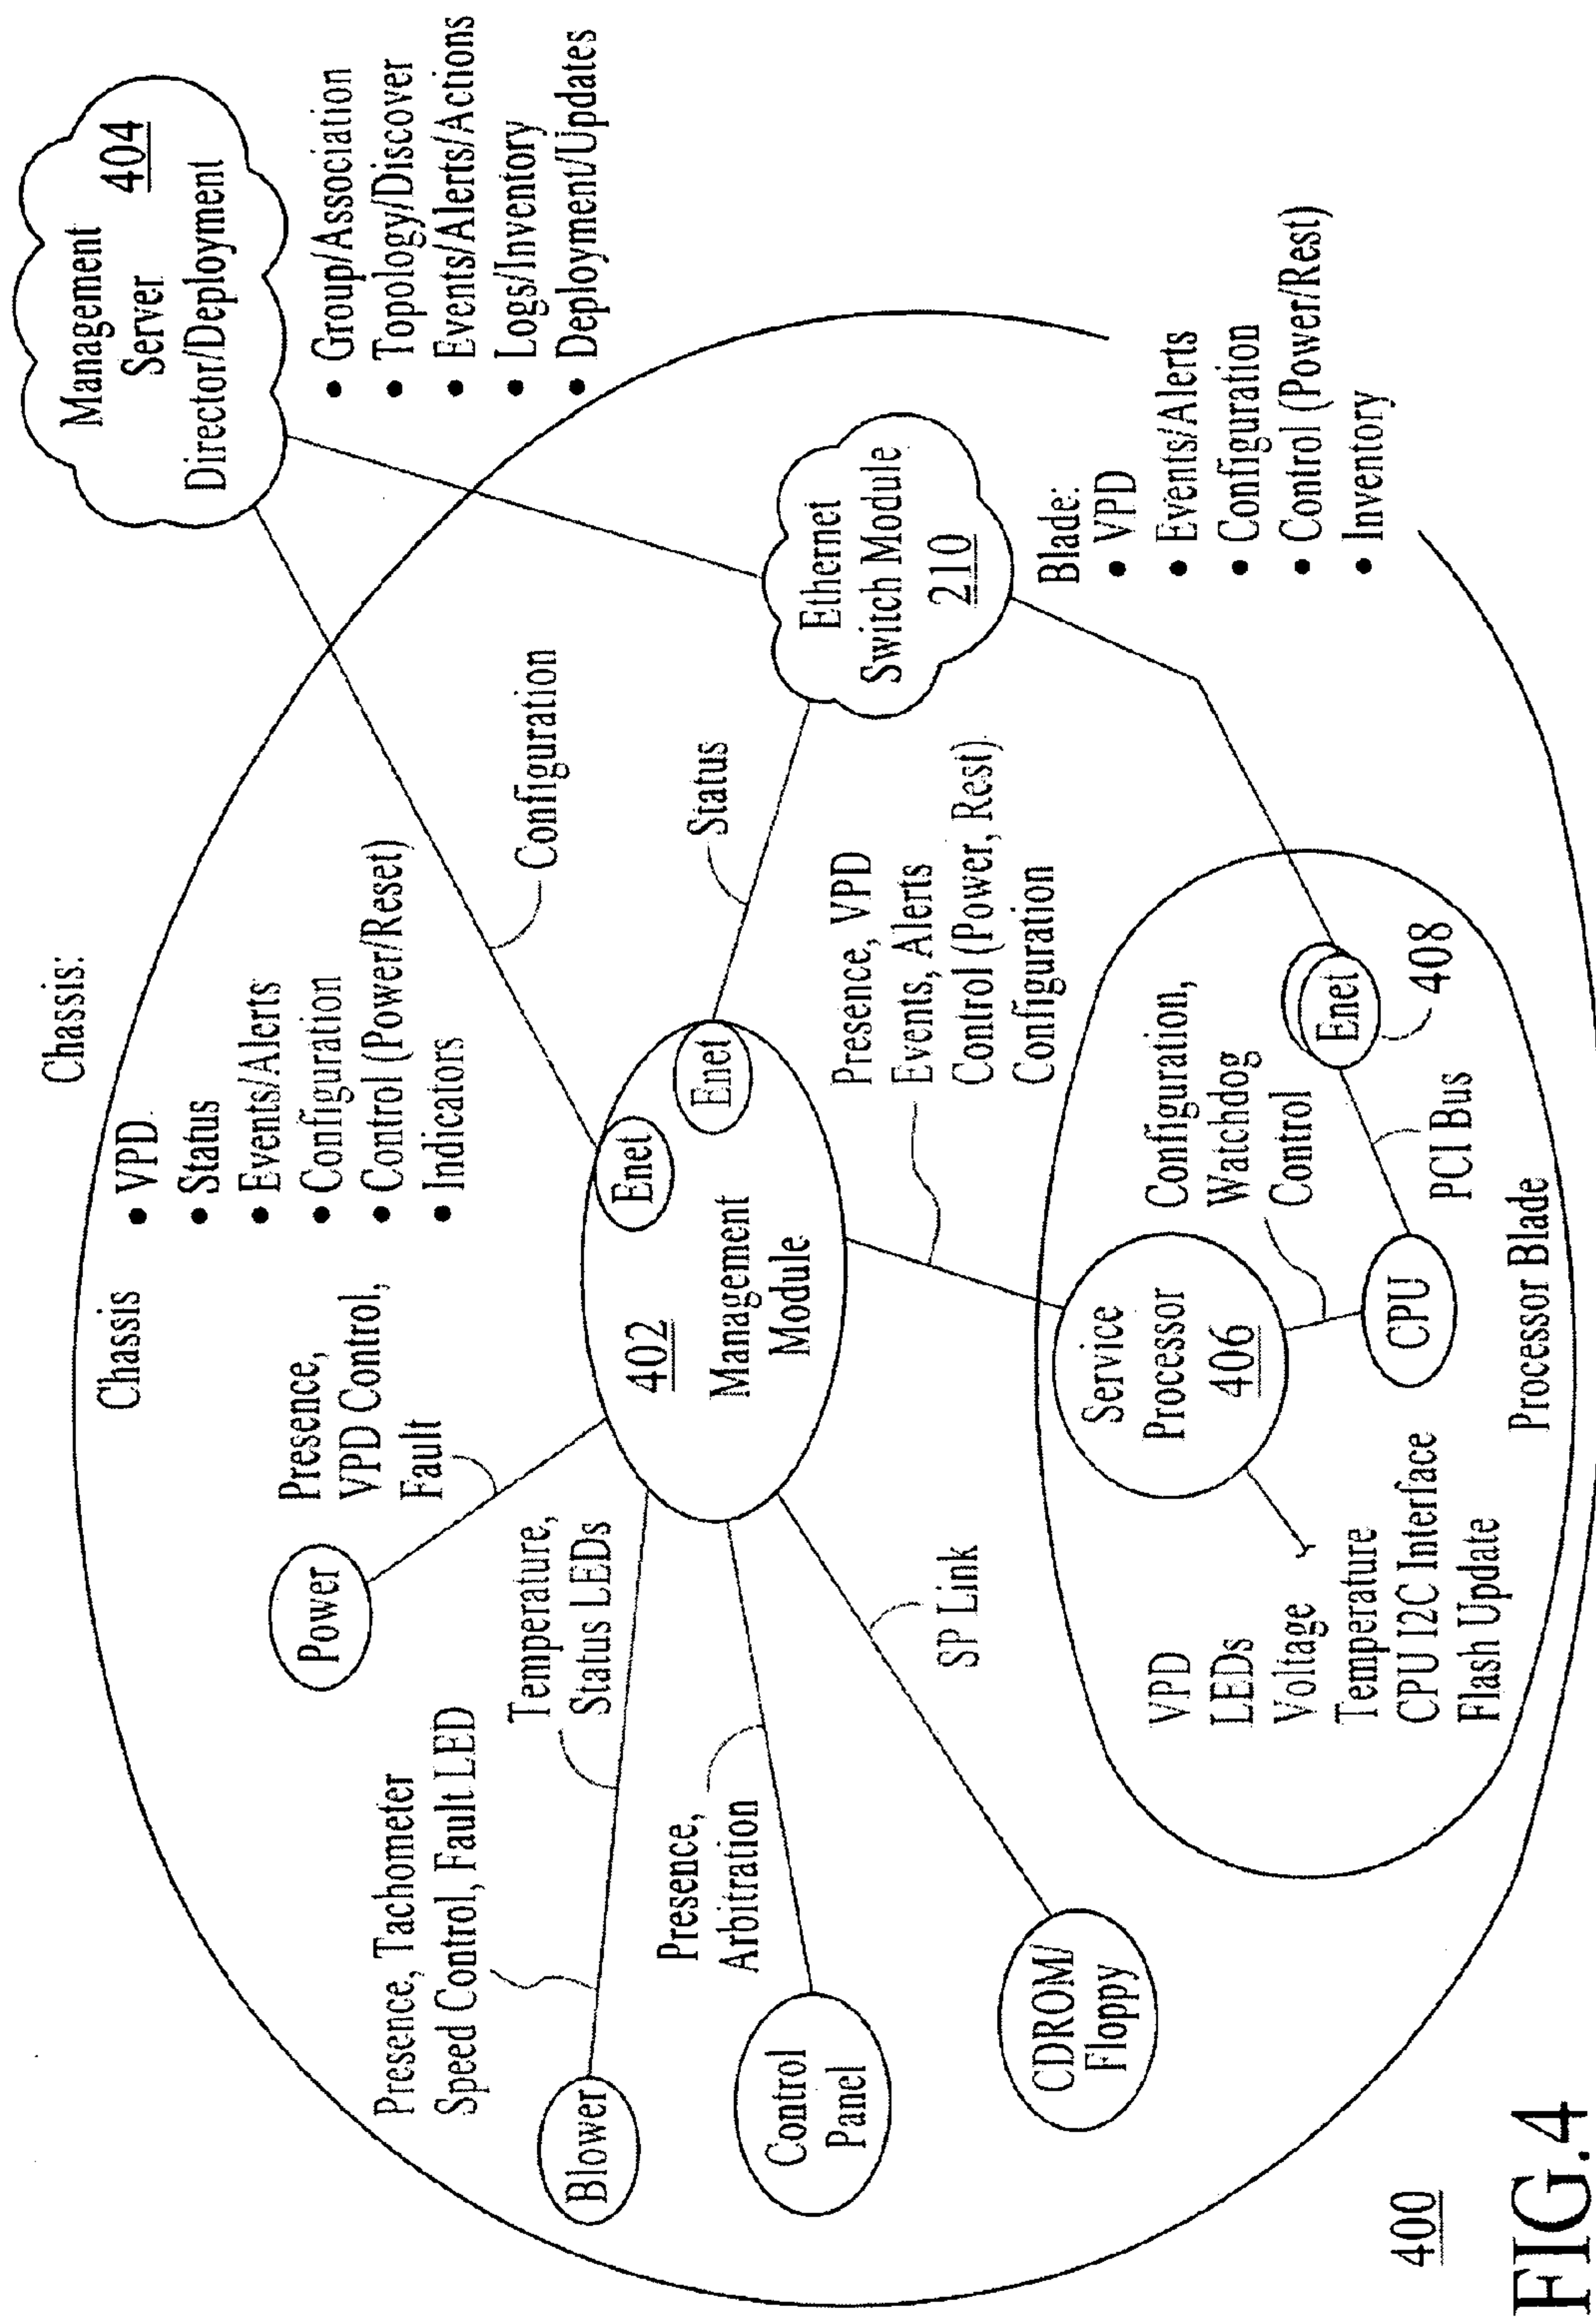 Chassis:
Chassis
• VPD
• Status
• Events/Alerts
• Configuration
• Control (Power/Reset)
• Indicators
Management
Server 404
Director/Deployment
• Group/Association
• Topology/Discover
• Events/Alerts/Actions
• Logs/Inventory
• Deployment/Updates
Power
Presence,
VPD Control,
Fault
Presence, Tachometer
Speed Control, Fault LED
Temperature,
Status LEDs
Blower
Presence,
Arbitration
Control
Panel
SP Link
CDROM/
Floppy
402
Management
Module
Enet
Enet
Configuration
Status
Ethernet
Switch Module
210
Presence, VPD
Events, Alerts
Control (Power, Rest)
Configuration
Blade:
• VPD
• Events/Alerts
• Configuration
• Control (Power/Rest)
• Inventory
Service
Processor
406
Configuration,
Watchdog
Control
Enet
408
CPU
PCI Bus
VPD
LEDs
Voltage
Temperature
CPU I2C Interface
Flash Update
Processor Blade
400
FIG.4